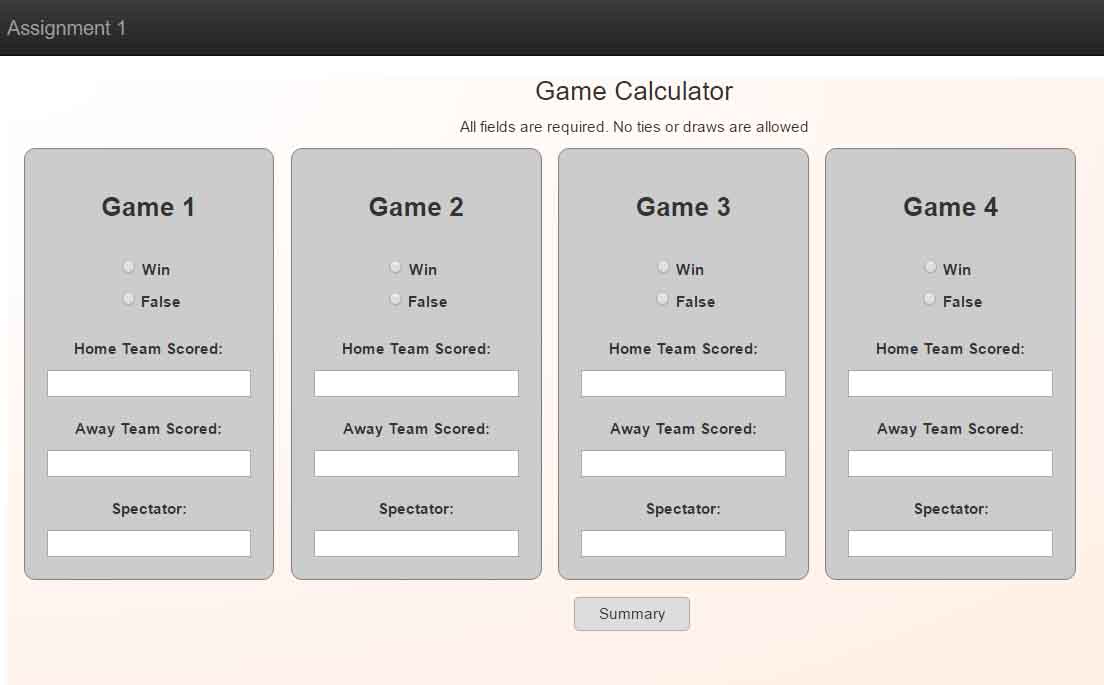 Assignment 1
Game Calculator
All fields are required. No ties or draws are allowed
Game 1
Win
False
Home Team Scored:
Away Team Scored:
Spectator:
Game 2
Win
False
Home Team Scored:
Away Team Scored:
Spectator:
Game 3
Win
False
Home Team Scored:
Away Team Scored:
Spectator:
Game 4
Win
False
Home Team Scored:
Away Team Scored:
Spectator:
Summary